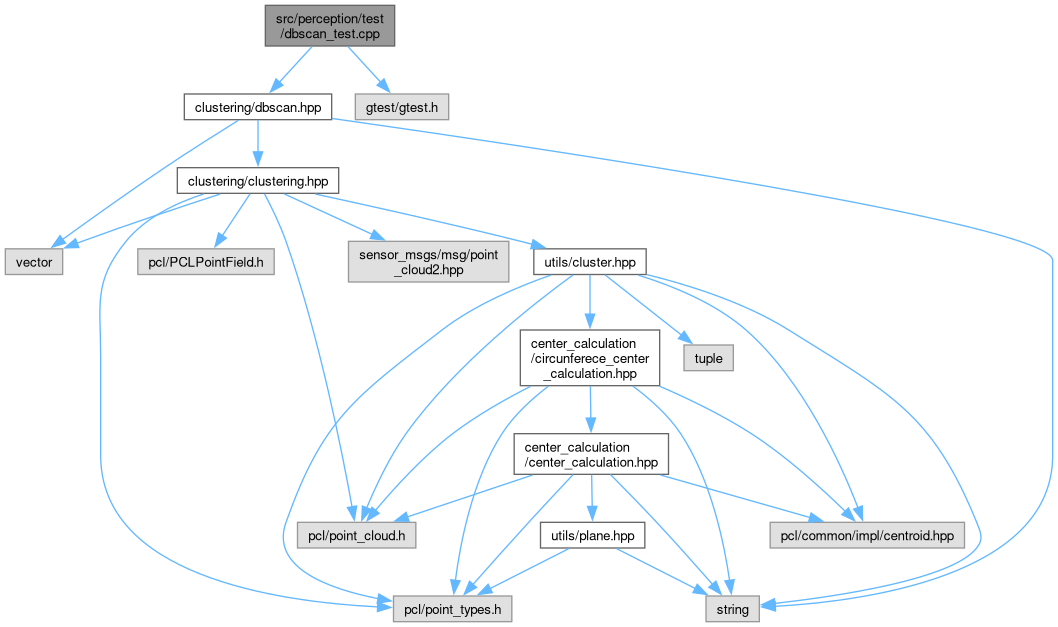 src/perception/test
/dbscan_test.cpp
clustering/dbscan.hpp
gtest/gtest.h
clustering/clustering.hpp
vector
pcl/PCLPointField.h
sensor_msgs/msg/point
_cloud2.hpp
utils/cluster.hpp
center_calculation
/circunferece_center
_calculation.hpp
tuple
center_calculation
/center_calculation.hpp
pcl/point_cloud.h
utils/plane.hpp
pcl/common/impl/centroid.hpp
pcl/point_types.h
string